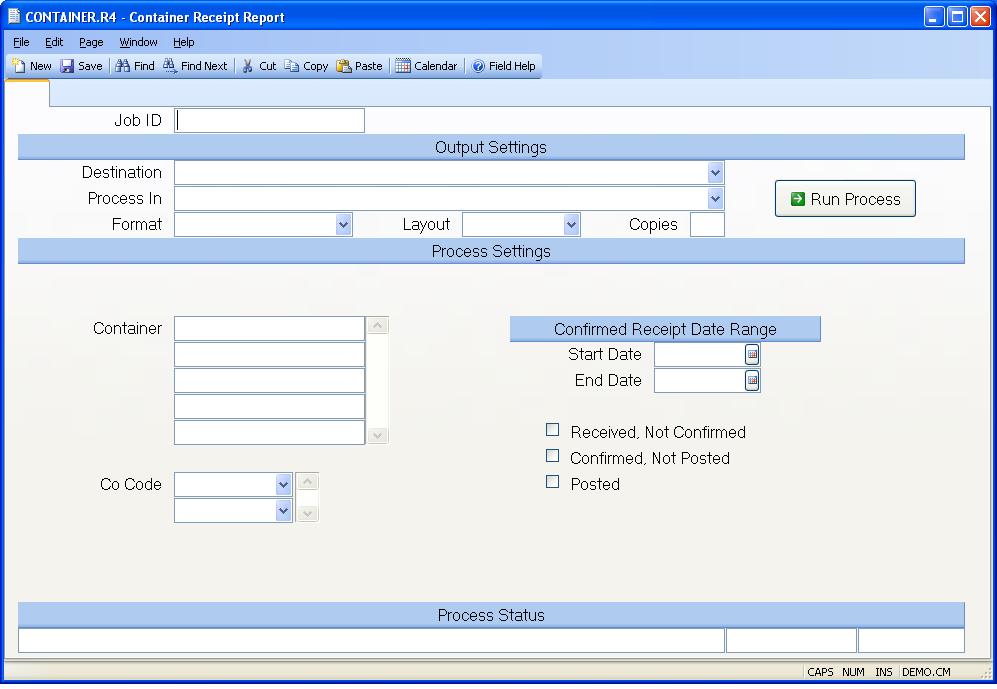 CONTAINER.R4 - Container Receipt Report
File Edit Page Window Help
New Save Find Find Next Cut Copy Paste Calendar Field Help
Job ID
Output Settings
Destination
Process In
Run Process
Format Layout Copies
Process Settings
Container
Confirmed Receipt Date Range
Start Date
End Date
Received, Not Confirmed
Confirmed, Not Posted
Co Code
Posted
Process Status
CAPS NUM INS DEMO.CM